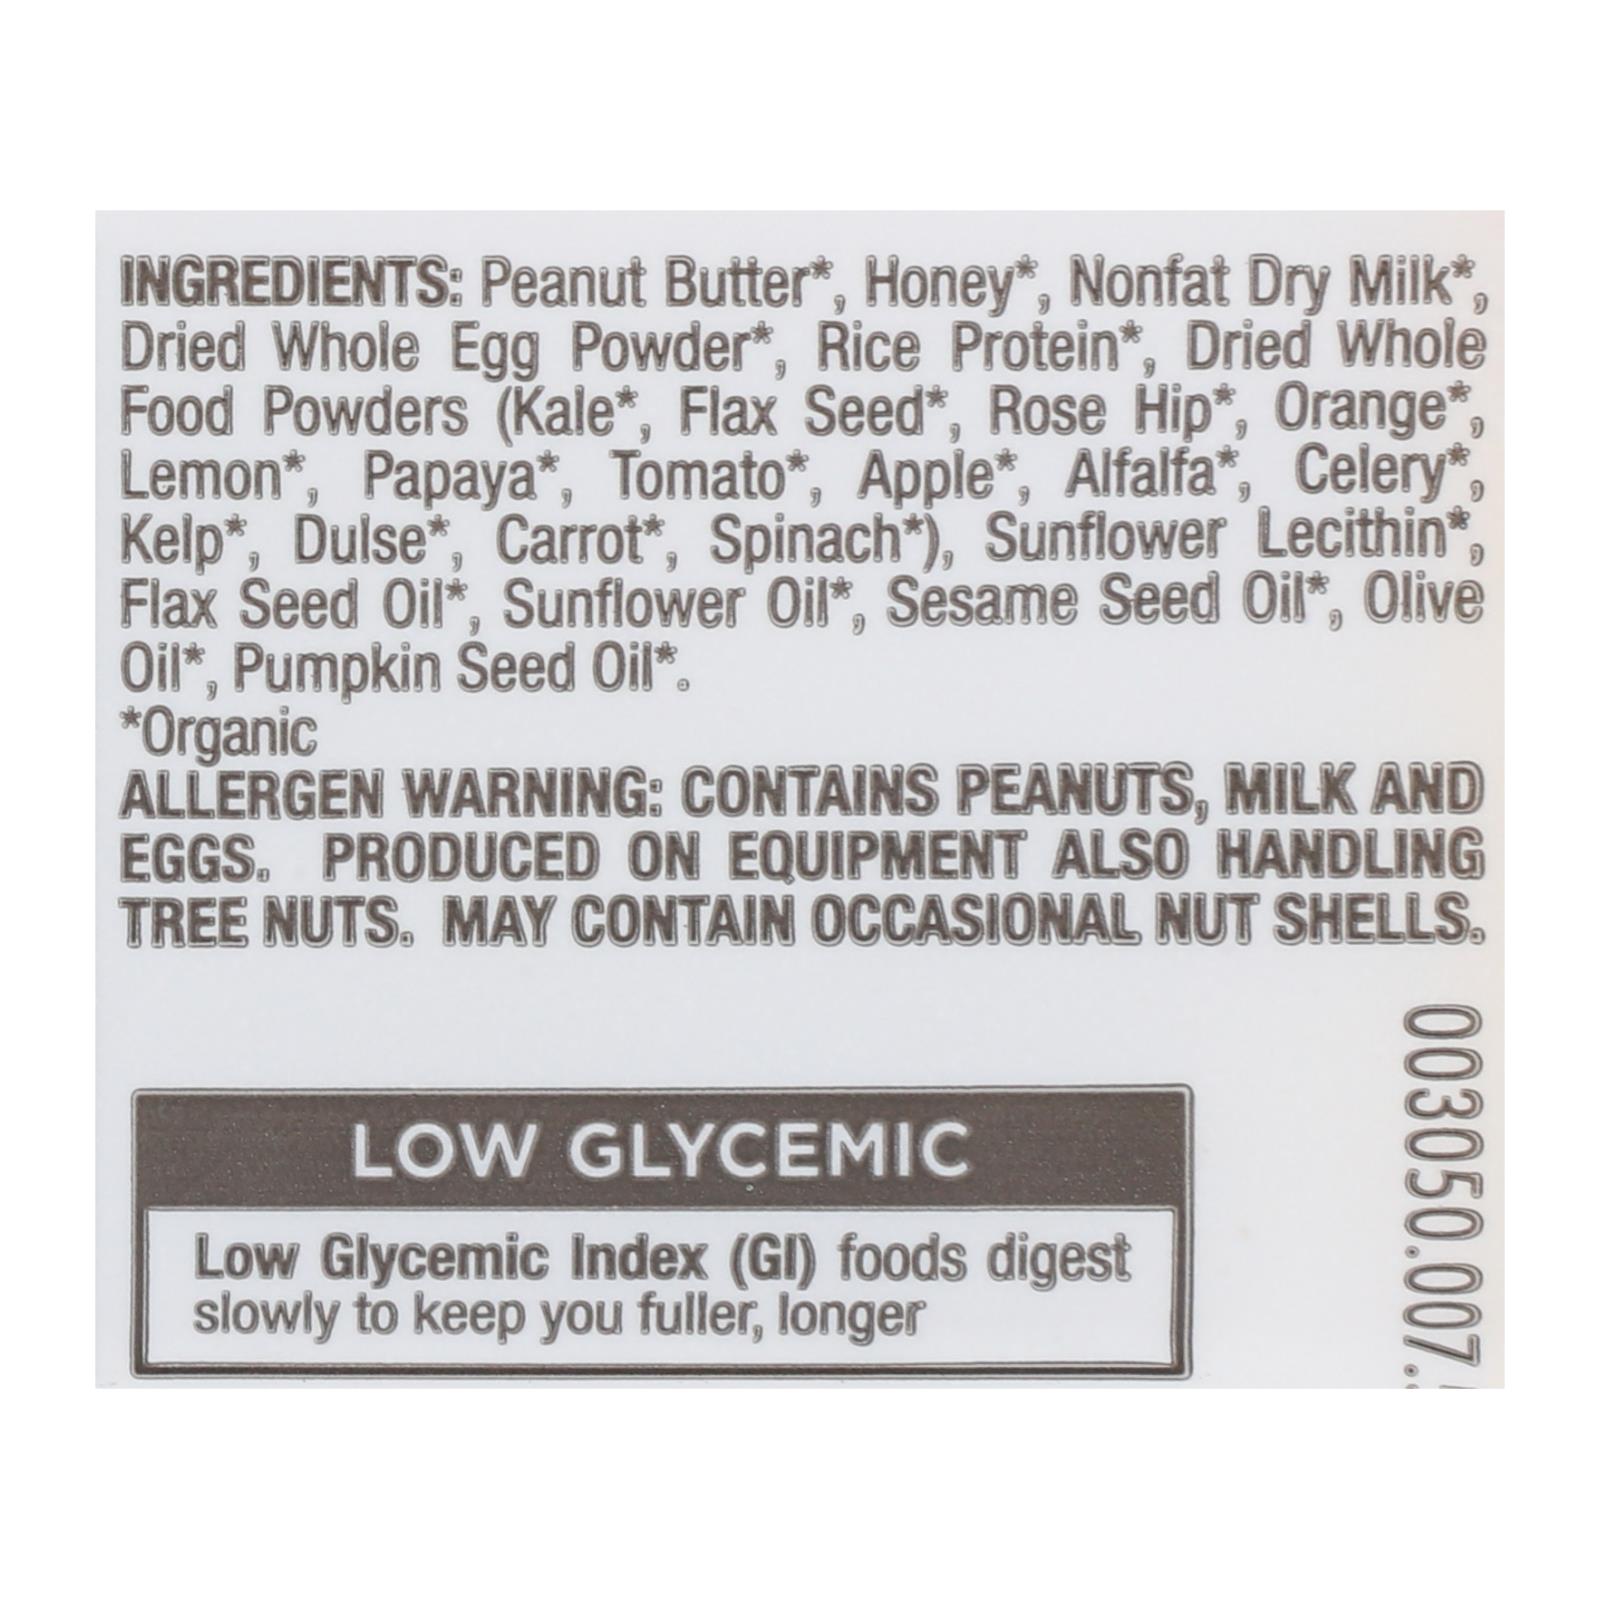 INGREDIENTS: Peanut Butter*, Honey*, Nonfat Dry Milk*,
Dried Whole Egg Powder*, Rice Protein*, Dried Whole
Food Powders (Kale*, Flax Seed*, Rose Hip*, Orange*,
Lemon*, Papaya*, Tomato*, Apple*, Alfalfa*, Celery*,
Kelp*, Dulse*, Carrot*, Spinach*), Sunflower Lecithin*,
Flax Seed Oil*, Sunflower Oil*, Sesame Seed Oil*, Olive
Oil*, Pumpkin Seed Oil*.
*Organic
ALLERGEN WARNING: CONTAINS PEANUTS, MILK AND
EGGS. PRODUCED ON EQUIPMENT ALSO HANDLING
TREE NUTS. MAY CONTAIN OCCASIONAL NUT SHELLS.
LOW GLYCEMIC
Low Glycemic Index (GI) foods digest
slowly to keep you fuller, longer
003050.007